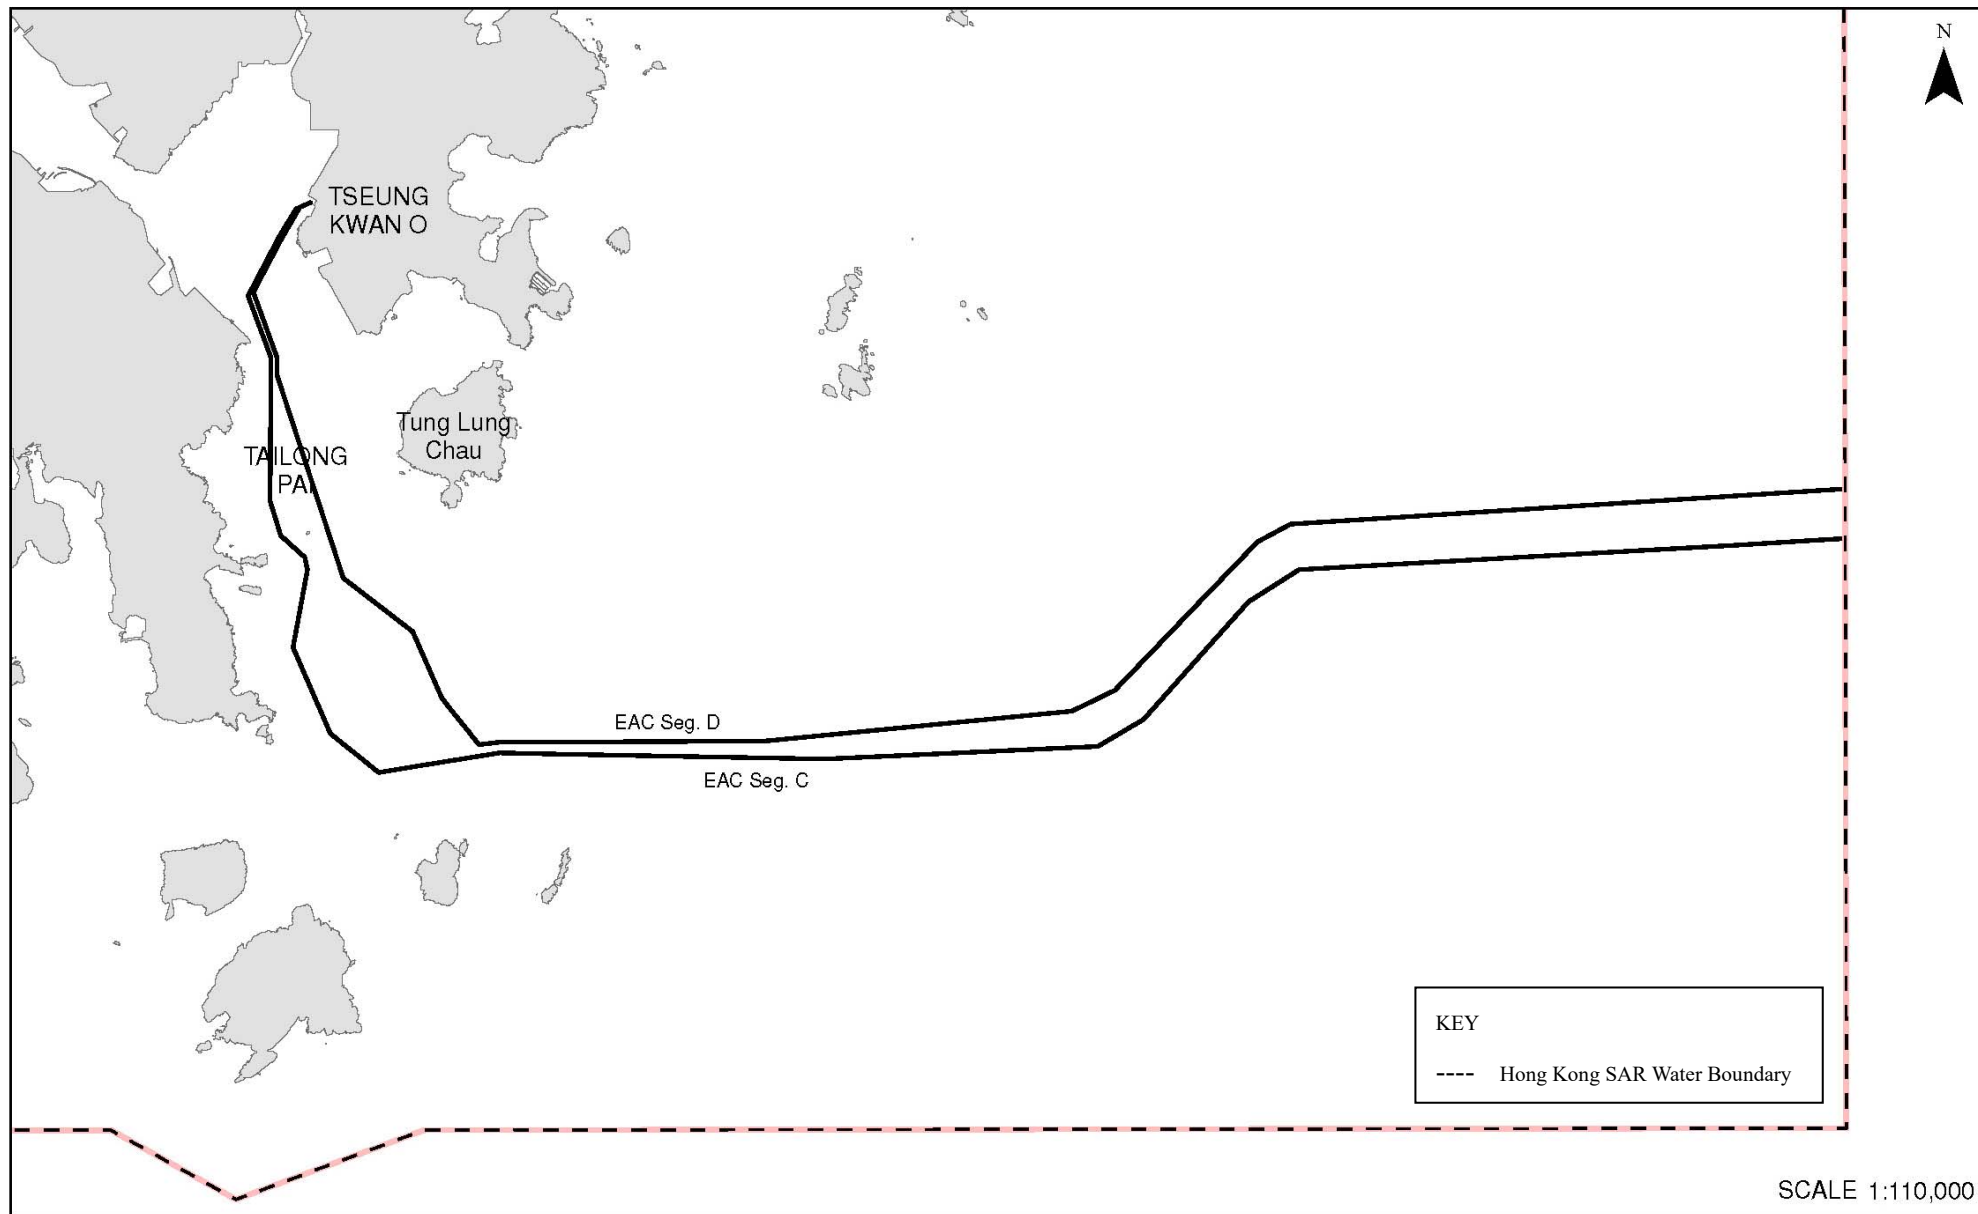 N
TSEUNG
KWAN O
Tung Lung
Chau
TAILONG
PAI
EAC Seg. D
EAC Seg. C
KEY
Hong Kong SAR Water Boundary
SCALE 1:110,000